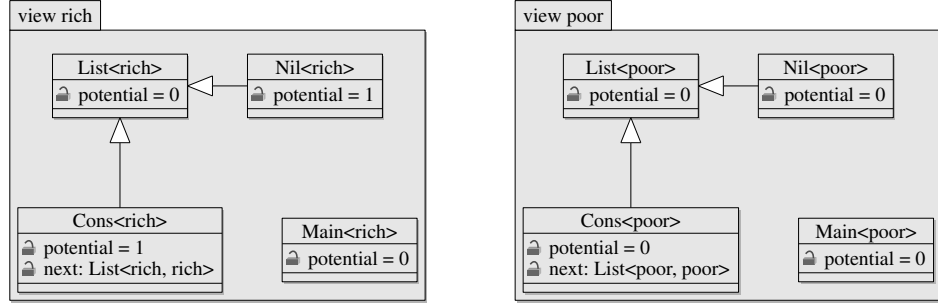 view rich
List<rich>
potential = 0
Nil<rich>
potential = 1
Cons<rich>
potential = 1
next: List<rich, rich>
Main<rich>
potential = 0
view poor
List<poor>
potential = 0
Nil<poor>
potential = 0
Cons<poor>
potential = 0
next: List<poor, poor>
Main<poor>
potential = 0